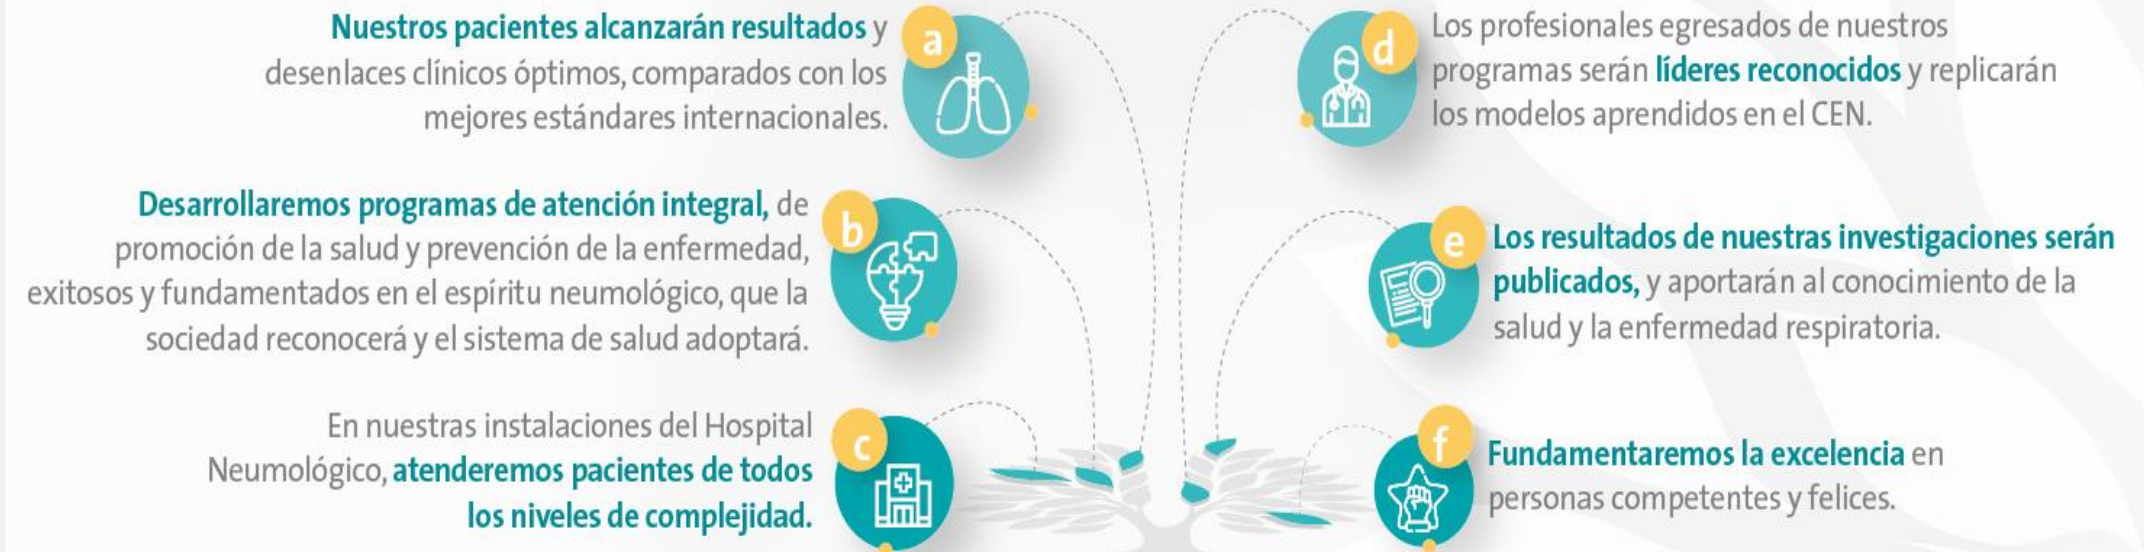 a
Nuestros pacientes alcanzarán resultados y
desenlaces clínicos óptimos, comparados con los
mejores estándares internacionales.
b
Desarrollaremos programas de atención integral, de
promoción de la salud y prevención de la enfermedad,
exitosos y fundamentados en el espíritu neumológico, que la
sociedad reconocerá y el sistema de salud adoptará.
c
En nuestras instalaciones del Hospital
Neumológico, atenderemos pacientes de todos
los niveles de complejidad.
d
Los profesionales egresados de nuestros
programas serán líderes reconocidos y replicarán
los modelos aprendidos en el CEN.
e
Los resultados de nuestras investigaciones serán
publicados, y aportarán al conocimiento de la
salud y la enfermedad respiratoria.
f
Fundamentaremos la excelencia en
personas competentes y felices.